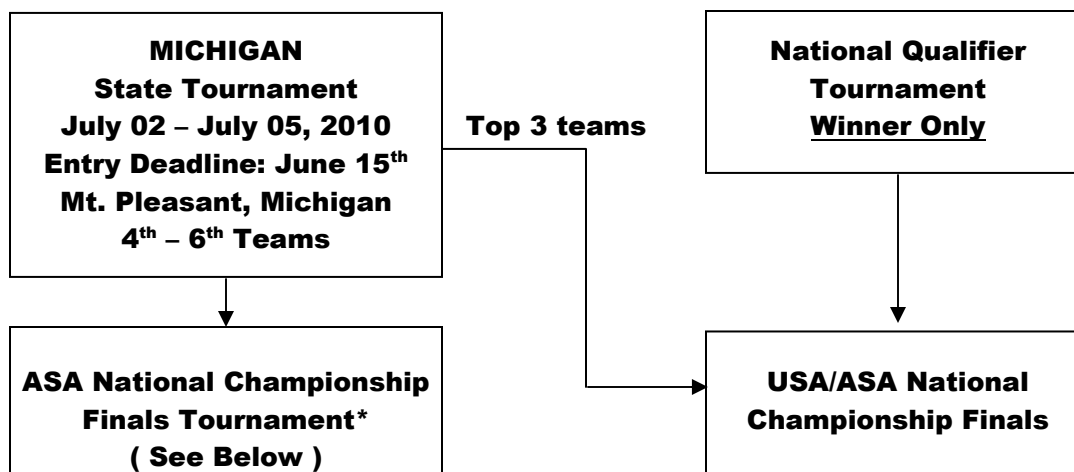 MICHIGAN
State Tournament
July 02 – July 05, 2010
Entry Deadline: June 15th
Mt. Pleasant, Michigan
4th – 6th Teams
Top 3 teams
National Qualifier
Tournament
Winner Only
ASA National Championship
Finals Tournament*
( See Below )
USA/ASA National
Championship Finals